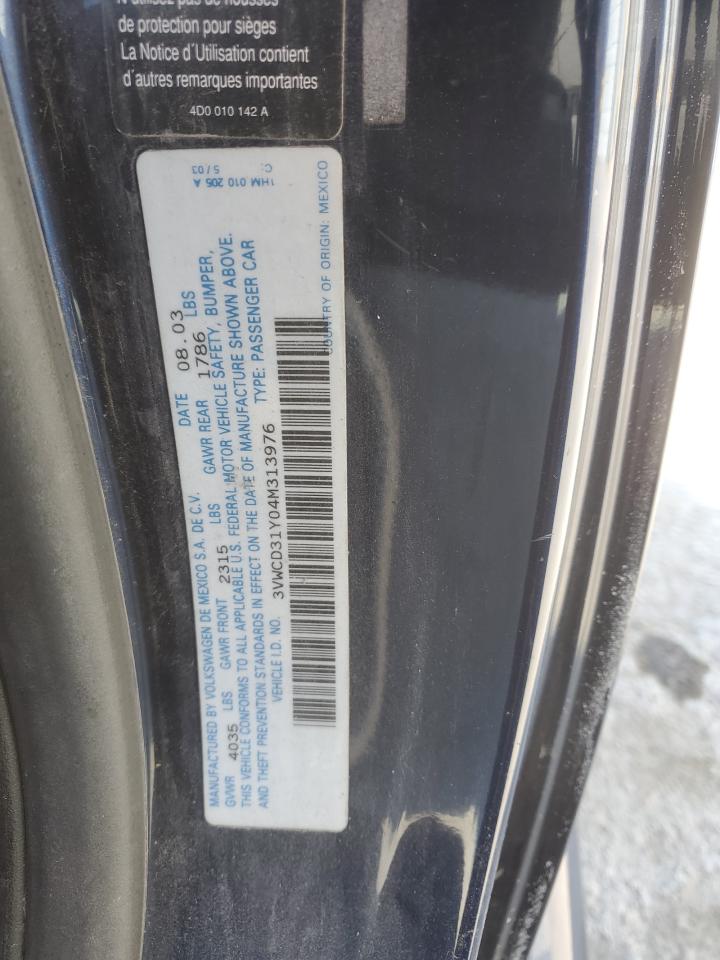 de protection pour sièges
La Notice d'Utilisation contient
d'autres remarques importantes
4D0 010 142 A
MANUFACTURED BY VOLKSWAGEN DE MEXICO S.A. DE C.V. DATE 08.03
GVWR 4035 LBS GAWR FRONT 2315 LBS GAWR REAR 1786 LBS
THIS VEHICLE CONFORMS TO ALL APPLICABLE U.S. FEDERAL MOTOR VEHICLE SAFETY, BUMPER,
AND THEFT PREVENTION STANDARDS IN EFFECT ON THE DATE OF MANUFACTURE SHOWN ABOVE.
VEHICLE I.D. NO. 3VWCD31Y04M313976 TYPE: PASSENGER CAR
COUNTRY OF ORIGIN: MEXICO
5/03 C.
1HM 010 205 A